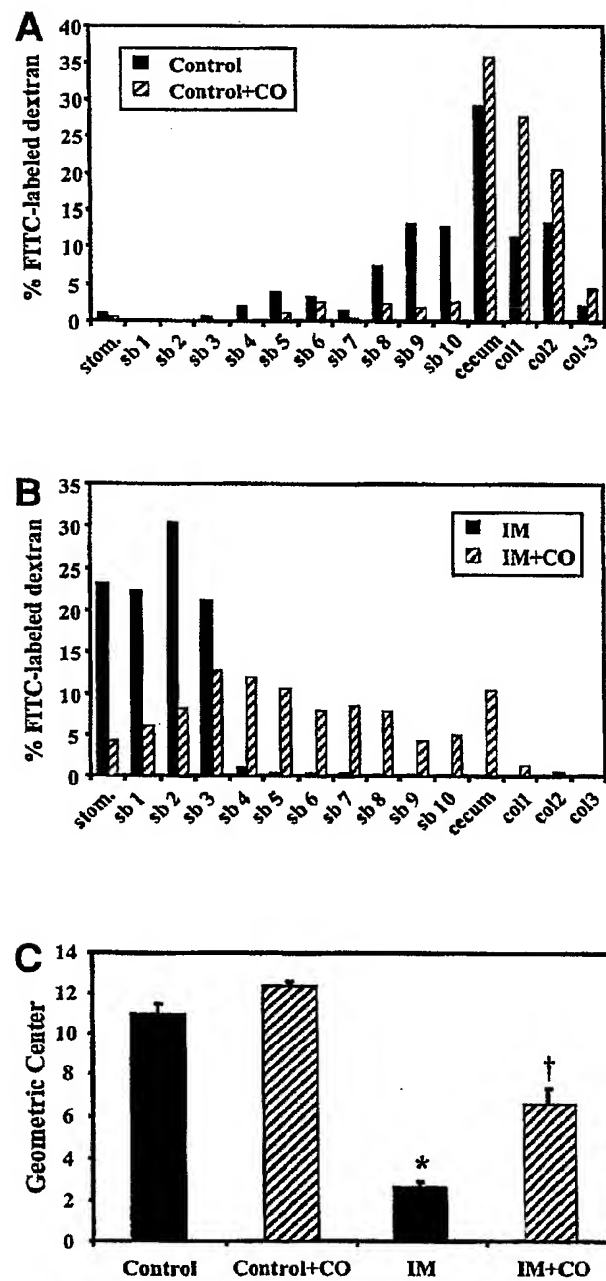 A
% FITC-labeled dextran
40
35
30
25
20
15
10
5
0
Control
Control+CO
stom.
sb 1
sb 2
sb 3
sb 4
sb 5
sb 6
sb 7
sb 8
sb 9
sb 10
cecum
col1
col2
col-3
B
% FITC-labeled dextran
35
30
25
20
15
10
5
0
IM
IM+CO
stom.
sb 1
sb 2
sb 3
sb 4
sb 5
sb 6
sb 7
sb 8
sb 9
sb 10
cecum
col1
col2
col3
C
Geometric Center
14
12
10
8
6
4
2
0
*
†
Control
Control+CO
IM
IM+CO